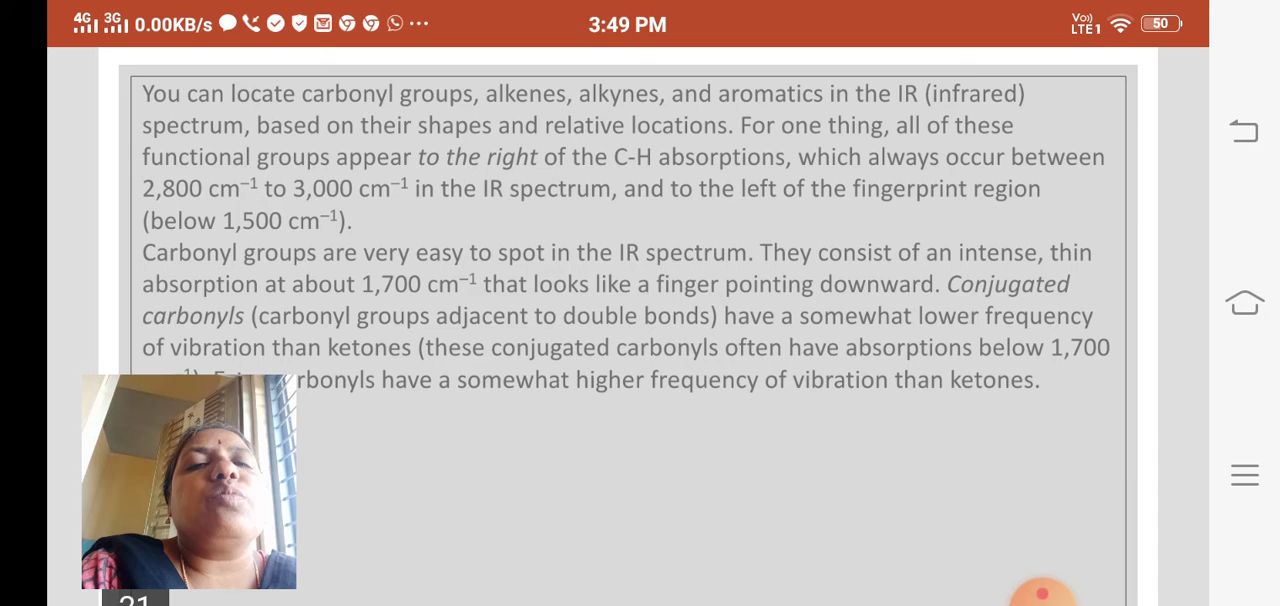 4G 3G 0.00KB/s ... 3:49 PM Vo)) LTE1 50
You can locate carbonyl groups, alkenes, alkynes, and aromatics in the IR (infrared)
spectrum, based on their shapes and relative locations. For one thing, all of these
functional groups appear to the right of the C-H absorptions, which always occur between
2,800 cm⁻¹ to 3,000 cm⁻¹ in the IR spectrum, and to the left of the fingerprint region
(below 1,500 cm⁻¹).
Carbonyl groups are very easy to spot in the IR spectrum. They consist of an intense, thin
absorption at about 1,700 cm⁻¹ that looks like a finger pointing downward. Conjugated
carbonyls (carbonyl groups adjacent to double bonds) have a somewhat lower frequency
of vibration than ketones (these conjugated carbonyls often have absorptions below 1,700
have a somewhat higher frequency of vibration than ketones.
21